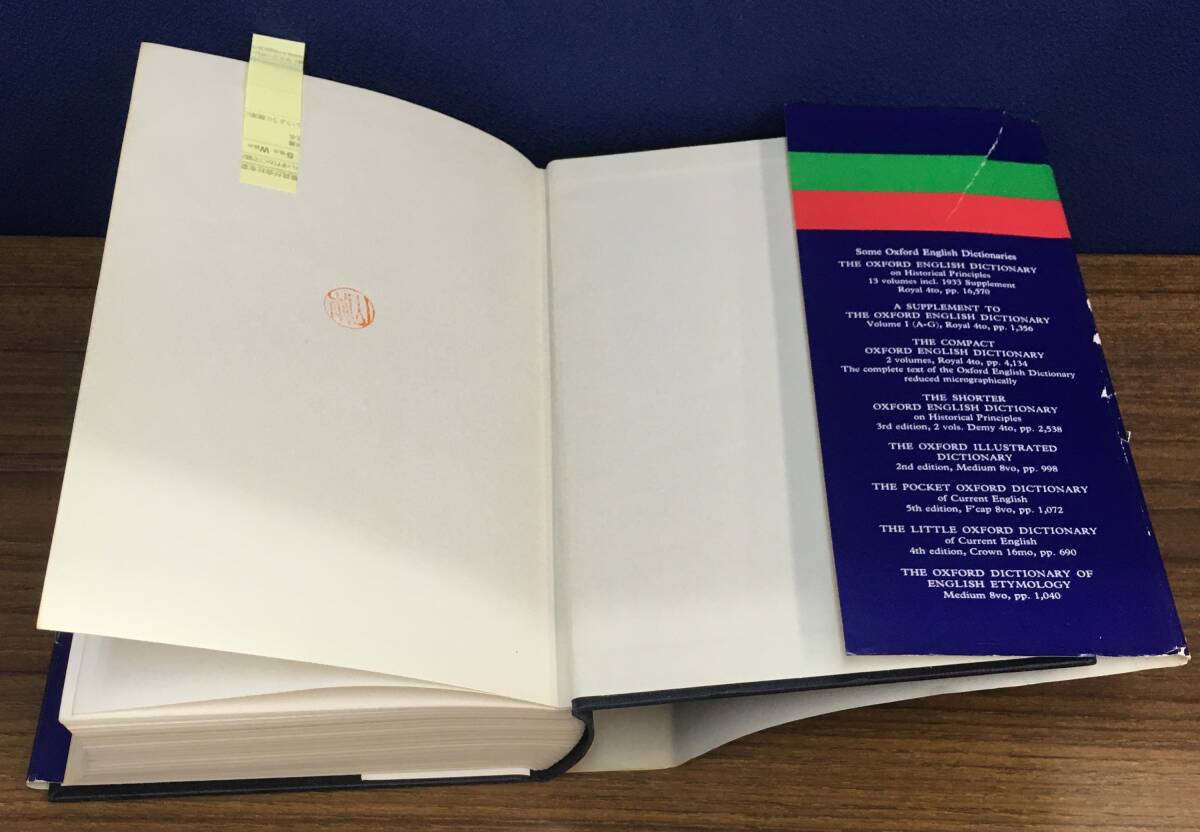 Some Oxford English Dictionaries
THE OXFORD ENGLISH DICTIONARY
on Historical Principles
13 volumes incl. 1933 Supplement
Royal 4to, pp. 16,570
A SUPPLEMENT TO
THE OXFORD ENGLISH DICTIONARY
Volume I (A-G), Royal 4to, pp. 1,356
THE COMPACT
OXFORD ENGLISH DICTIONARY
2 volumes, Royal 4to, pp. 4,134
The complete text of the Oxford English Dictionary
reduced micrographically
THE SHORTER
OXFORD ENGLISH DICTIONARY
on Historical Principles
3rd edition, 2 vols. Demy 4to, pp. 2,538
THE OXFORD ILLUSTRATED
DICTIONARY
2nd edition, Medium 8vo, pp. 998
THE POCKET OXFORD DICTIONARY
of Current English
5th edition, F'cap 8vo, pp. 1,072
THE LITTLE OXFORD DICTIONARY
of Current English
4th edition, Crown 16mo, pp. 690
THE OXFORD DICTIONARY OF
ENGLISH ETYMOLOGY
Medium 8vo, pp. 1,040